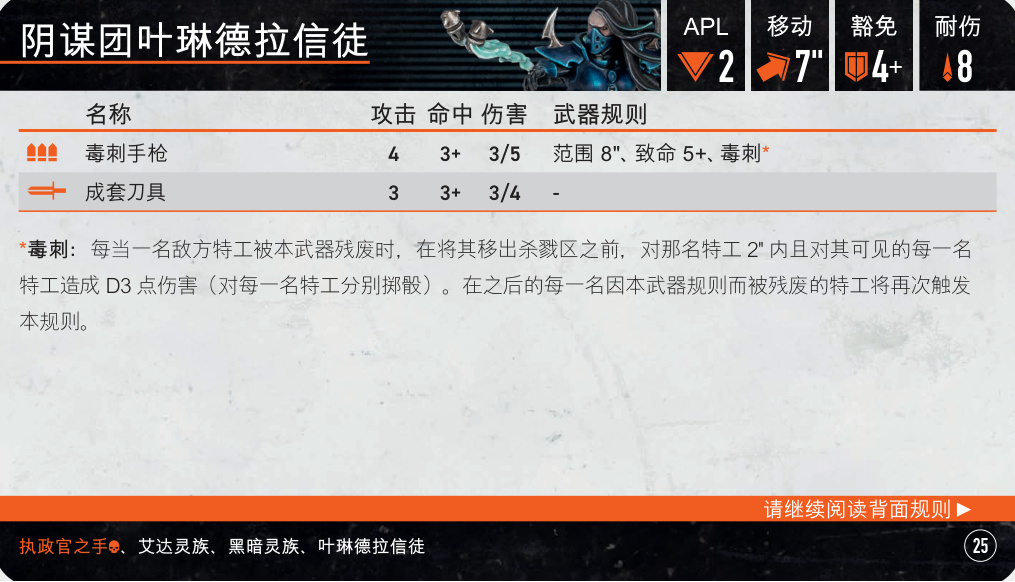 阴谋团叶琳德拉信徒
APL 移动 豁免 耐伤
2 7" 4+ 8
名称 攻击 命中 伤害 武器规则
毒刺手枪 4 3+ 3/5 范围 8"、致命 5+、毒刺*
成套刀具 3 3+ 3/4 -
*毒刺：每当一名敌方特工被本武器残废时，在将其移出杀戮区之前，对那名特工 2" 内且对其可见的每一名
特工造成 D3 点伤害（对每一名特工分别掷骰）。在之后的每一名因本武器规则而被残废的特工将再次触发
本规则。
请继续阅读背面规则▶
执政官之手、艾达灵族、黑暗灵族、叶琳德拉信徒
25